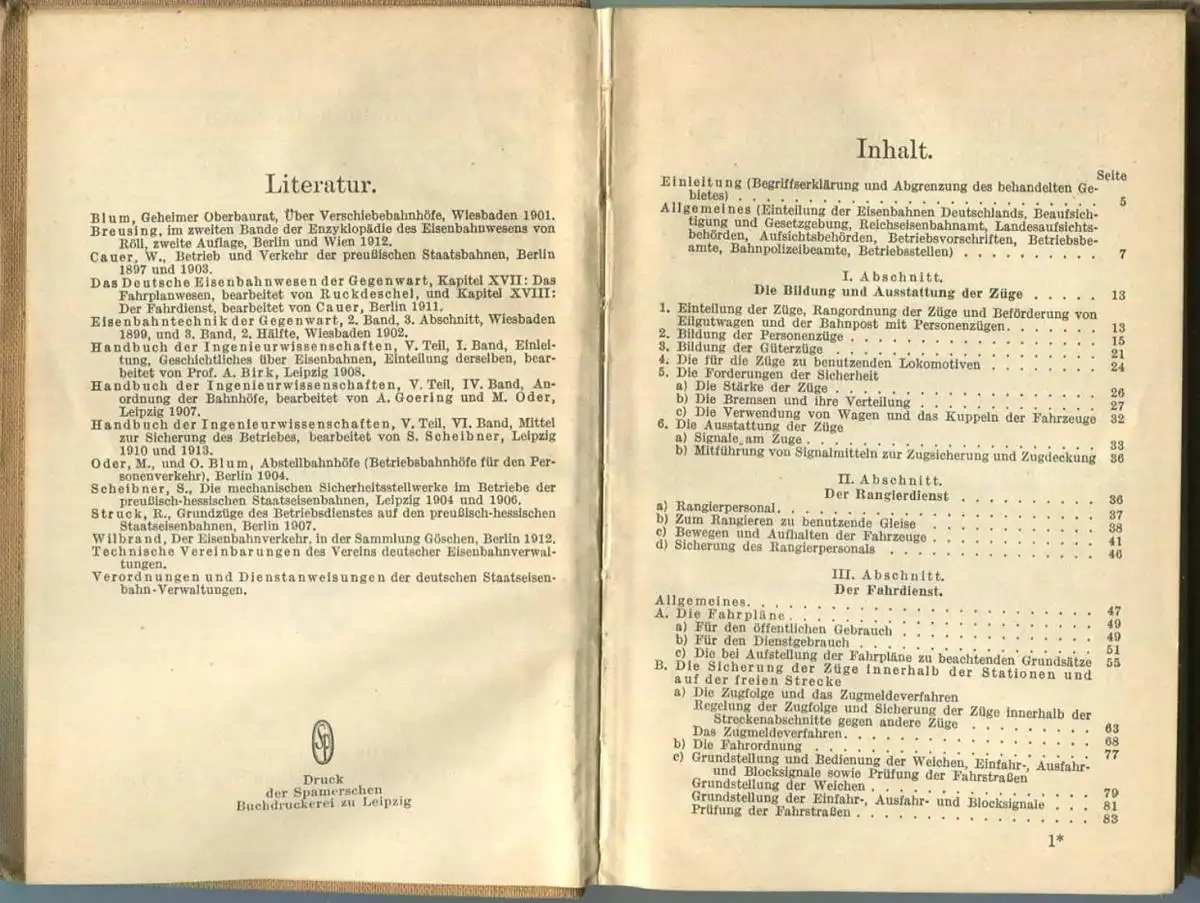 Literatur.
Blum, Geheimer Oberbaurat, Über Verschiebebahnhöfe, Wiesbaden 1901.
Breusing, im zweiten Bande der Enzyklopädie des Eisenbahnwesens von
Röll, zweite Auflage, Berlin und Wien 1912.
Cauer, W., Betrieb und Verkehr der preußischen Staatsbahnen, Berlin
1897 und 1903.
Das Deutsche Eisenbahnwesen der Gegenwart, Kapitel XVII: Das
Fahrplanwesen, bearbeitet von Ruckdeschel, und Kapitel XVIII:
Der Fahrdienst, bearbeitet von Cauer, Berlin 1911.
Eisenbahntechnik der Gegenwart, 2. Band, 3. Abschnitt, Wiesbaden
1899, und 3. Band, 2. Hälfte, Wiesbaden 1902.
Handbuch der Ingenieurwissenschaften, V. Teil, I. Band, Einlei-
tung, Geschichtliches über Eisenbahnen, Einteilung derselben, bear-
beitet von Prof. A. Birk, Leipzig 1908.
Handbuch der Ingenieurwissenschaften, V. Teil, IV. Band, An-
ordnung der Bahnhöfe, bearbeitet von A. Goering und M. Oder,
Leipzig 1907.
Handbuch der Ingenieurwissenschaften, V. Teil, VI. Band, Mittel
zur Sicherung des Betriebes, bearbeitet von S. Scheibner, Leipzig
1910 und 1913.
Oder, M., und O. Blum, Abstellbahnhöfe (Betriebsbahnhöfe für den Per-
sonenverkehr), Berlin 1904.
Scheibner, S., Die mechanischen Sicherheitsstellwerke im Betriebe der
preußisch-hessischen Staatseisenbahnen, Leipzig 1904 und 1906.
Struck, R., Grundzüge des Betriebsdienstes auf den preußisch-hessischen
Staatseisenbahnen, Berlin 1907.
Wilbrand, Der Eisenbahnverkehr, in der Sammlung Göschen, Berlin 1912.
Technische Vereinbarungen des Vereins deutscher Eisenbahnverwal-
tungen.
Verordnungen und Dienstanweisungen der deutschen Staatseisen-
bahn-Verwaltungen.
Sp
Druck
der Spamerschen
Buchdruckerei zu Leipzig
Inhalt.
Seite
Einleitung (Begriffserklärung und Abgrenzung des behandelten Ge-
bietes) . . . . . 5
Allgemeines (Einteilung der Eisenbahnen Deutschlands, Beaufsich-
tigung und Gesetzgebung, Reichseisenbahnamt, Landesaufsichts-
behörden, Aufsichtsbehörden, Betriebsvorschriften, Betriebsbe-
amte, Bahnpolizeibeamte, Betriebsstellen) . . . . . 7
I. Abschnitt.
Die Bildung und Ausstattung der Züge . . . . . 13
1. Einteilung der Züge, Rangordnung der Züge und Beförderung von
Eilgutwagen und der Bahnpost mit Personenzügen . . . . . 13
2. Bildung der Personenzüge . . . . . 15
3. Bildung der Güterzüge . . . . . 21
4. Die für die Züge zu benutzenden Lokomotiven . . . . . 24
5. Die Forderungen der Sicherheit
a) Die Stärke der Züge . . . . . 26
b) Die Bremsen und ihre Verteilung . . . . . 27
c) Die Verwendung von Wagen und das Kuppeln der Fahrzeuge 32
6. Die Ausstattung der Züge
a) Signale am Zuge . . . . . 33
b) Mitführung von Signalmitteln zur Zugsicherung und Zugdeckung 36
II. Abschnitt.
Der Rangierdienst . . . . . 36
a) Rangierpersonal . . . . . 37
b) Zum Rangieren zu benutzende Gleise . . . . . 38
c) Bewegen und Aufhalten der Fahrzeuge . . . . . 41
d) Sicherung des Rangierpersonals . . . . . 46
III. Abschnitt.
Der Fahrdienst.
Allgemeines . . . . . 47
A. Die Fahrpläne . . . . . 49
a) Für den öffentlichen Gebrauch . . . . . 49
b) Für den Dienstgebrauch . . . . . 51
c) Die bei Aufstellung der Fahrpläne zu beachtenden Grundsätze 55
B. Die Sicherung der Züge innerhalb der Stationen und
auf der freien Strecke
a) Die Zugfolge und das Zugmeldeverfahren
Regelung der Zugfolge und Sicherung der Züge innerhalb der
Streckenabschnitte gegen andere Züge . . . . . 63
Das Zugmeldeverfahren . . . . . 68
b) Die Fahrordnung . . . . . 77
c) Grundstellung und Bedienung der Weichen, Einfahr-, Ausfahr-
und Blocksignale sowie Prüfung der Fahrstraßen
Grundstellung der Weichen . . . . . 79
Grundstellung der Einfahr-, Ausfahr- und Blocksignale . . . 81
Prüfung der Fahrstraßen . . . . . 83
1*